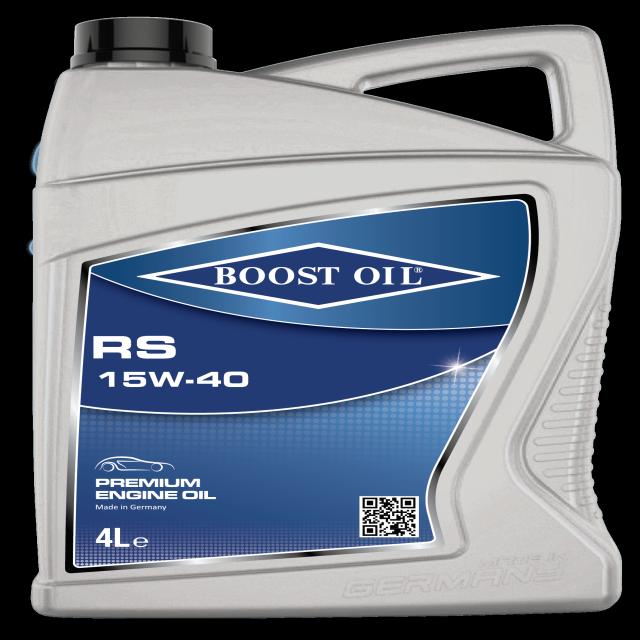 BOOST OIL®
RS
15W-40
PREMIUM
ENGINE OIL
Made in Germany
4L e
MADE IN
GERMANY